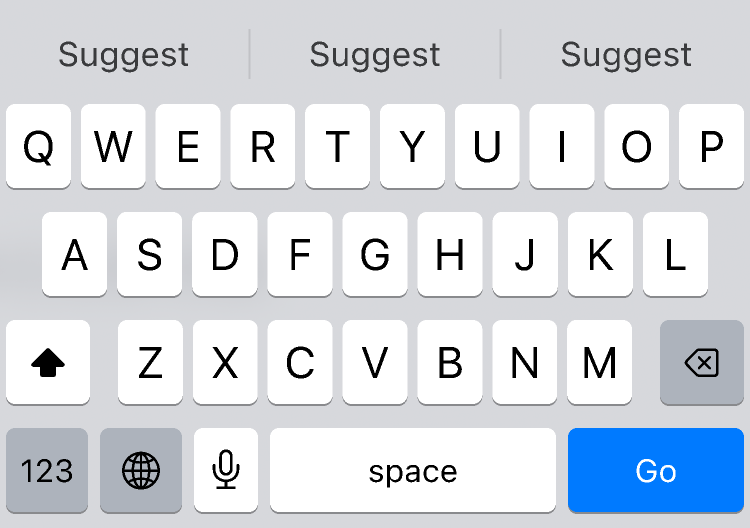 Suggest Suggest Suggest
Q W E R T Y U I O P
A S D F G H J K L
Z X C V B N M
123 space Go